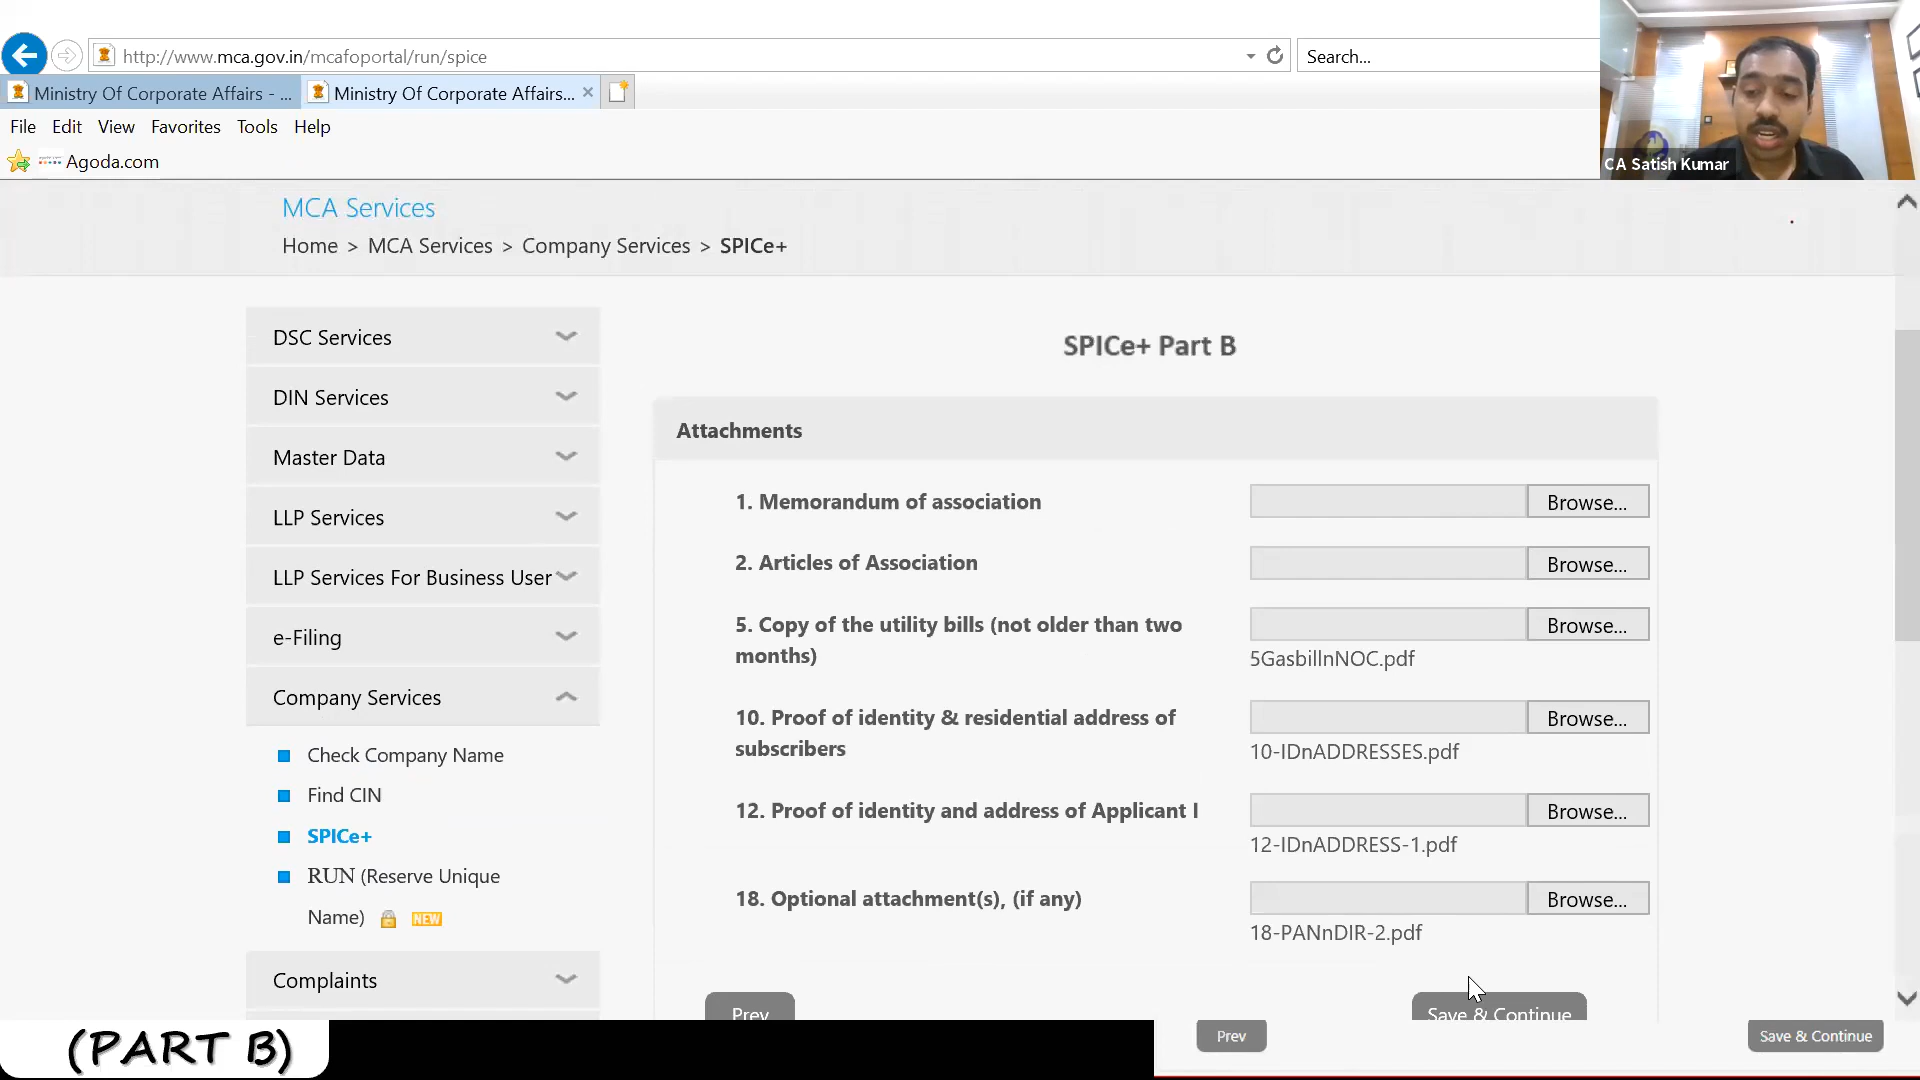 http://www.mca.gov.in/mcafoportal/run/spice
Search...
Ministry Of Corporate Affairs - ...
Ministry Of Corporate Affairs...
File Edit View Favorites Tools Help
Agoda.com
CA Satish Kumar
MCA Services
Home > MCA Services > Company Services > SPICe+
DSC Services
DIN Services
Master Data
LLP Services
LLP Services For Business User
e-Filing
Company Services
Check Company Name
Find CIN
SPICe+
RUN (Reserve Unique
Name) NEW
Complaints
SPICe+ Part B
Attachments
1. Memorandum of association Browse...
2. Articles of Association Browse...
5. Copy of the utility bills (not older than two
months)
Browse...
5GasbillnNOC.pdf
10. Proof of identity & residential address of
subscribers
Browse...
10-IDnADDRESSES.pdf
12. Proof of identity and address of Applicant I Browse...
12-IDnADDRESS-1.pdf
18. Optional attachment(s), (if any) Browse...
18-PANnDIR-2.pdf
Prev Save & Continue
Prev Save & Continue
(PART B)